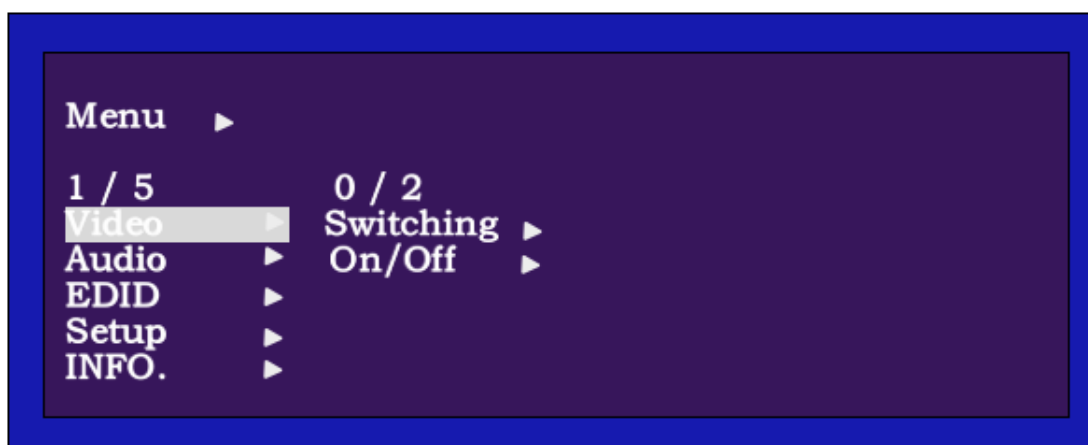 Menu ▶
1 / 5 0 / 2
Video ▶ Switching ▶
Audio ▶ On/Off ▶
EDID ▶
Setup ▶
INFO. ▶